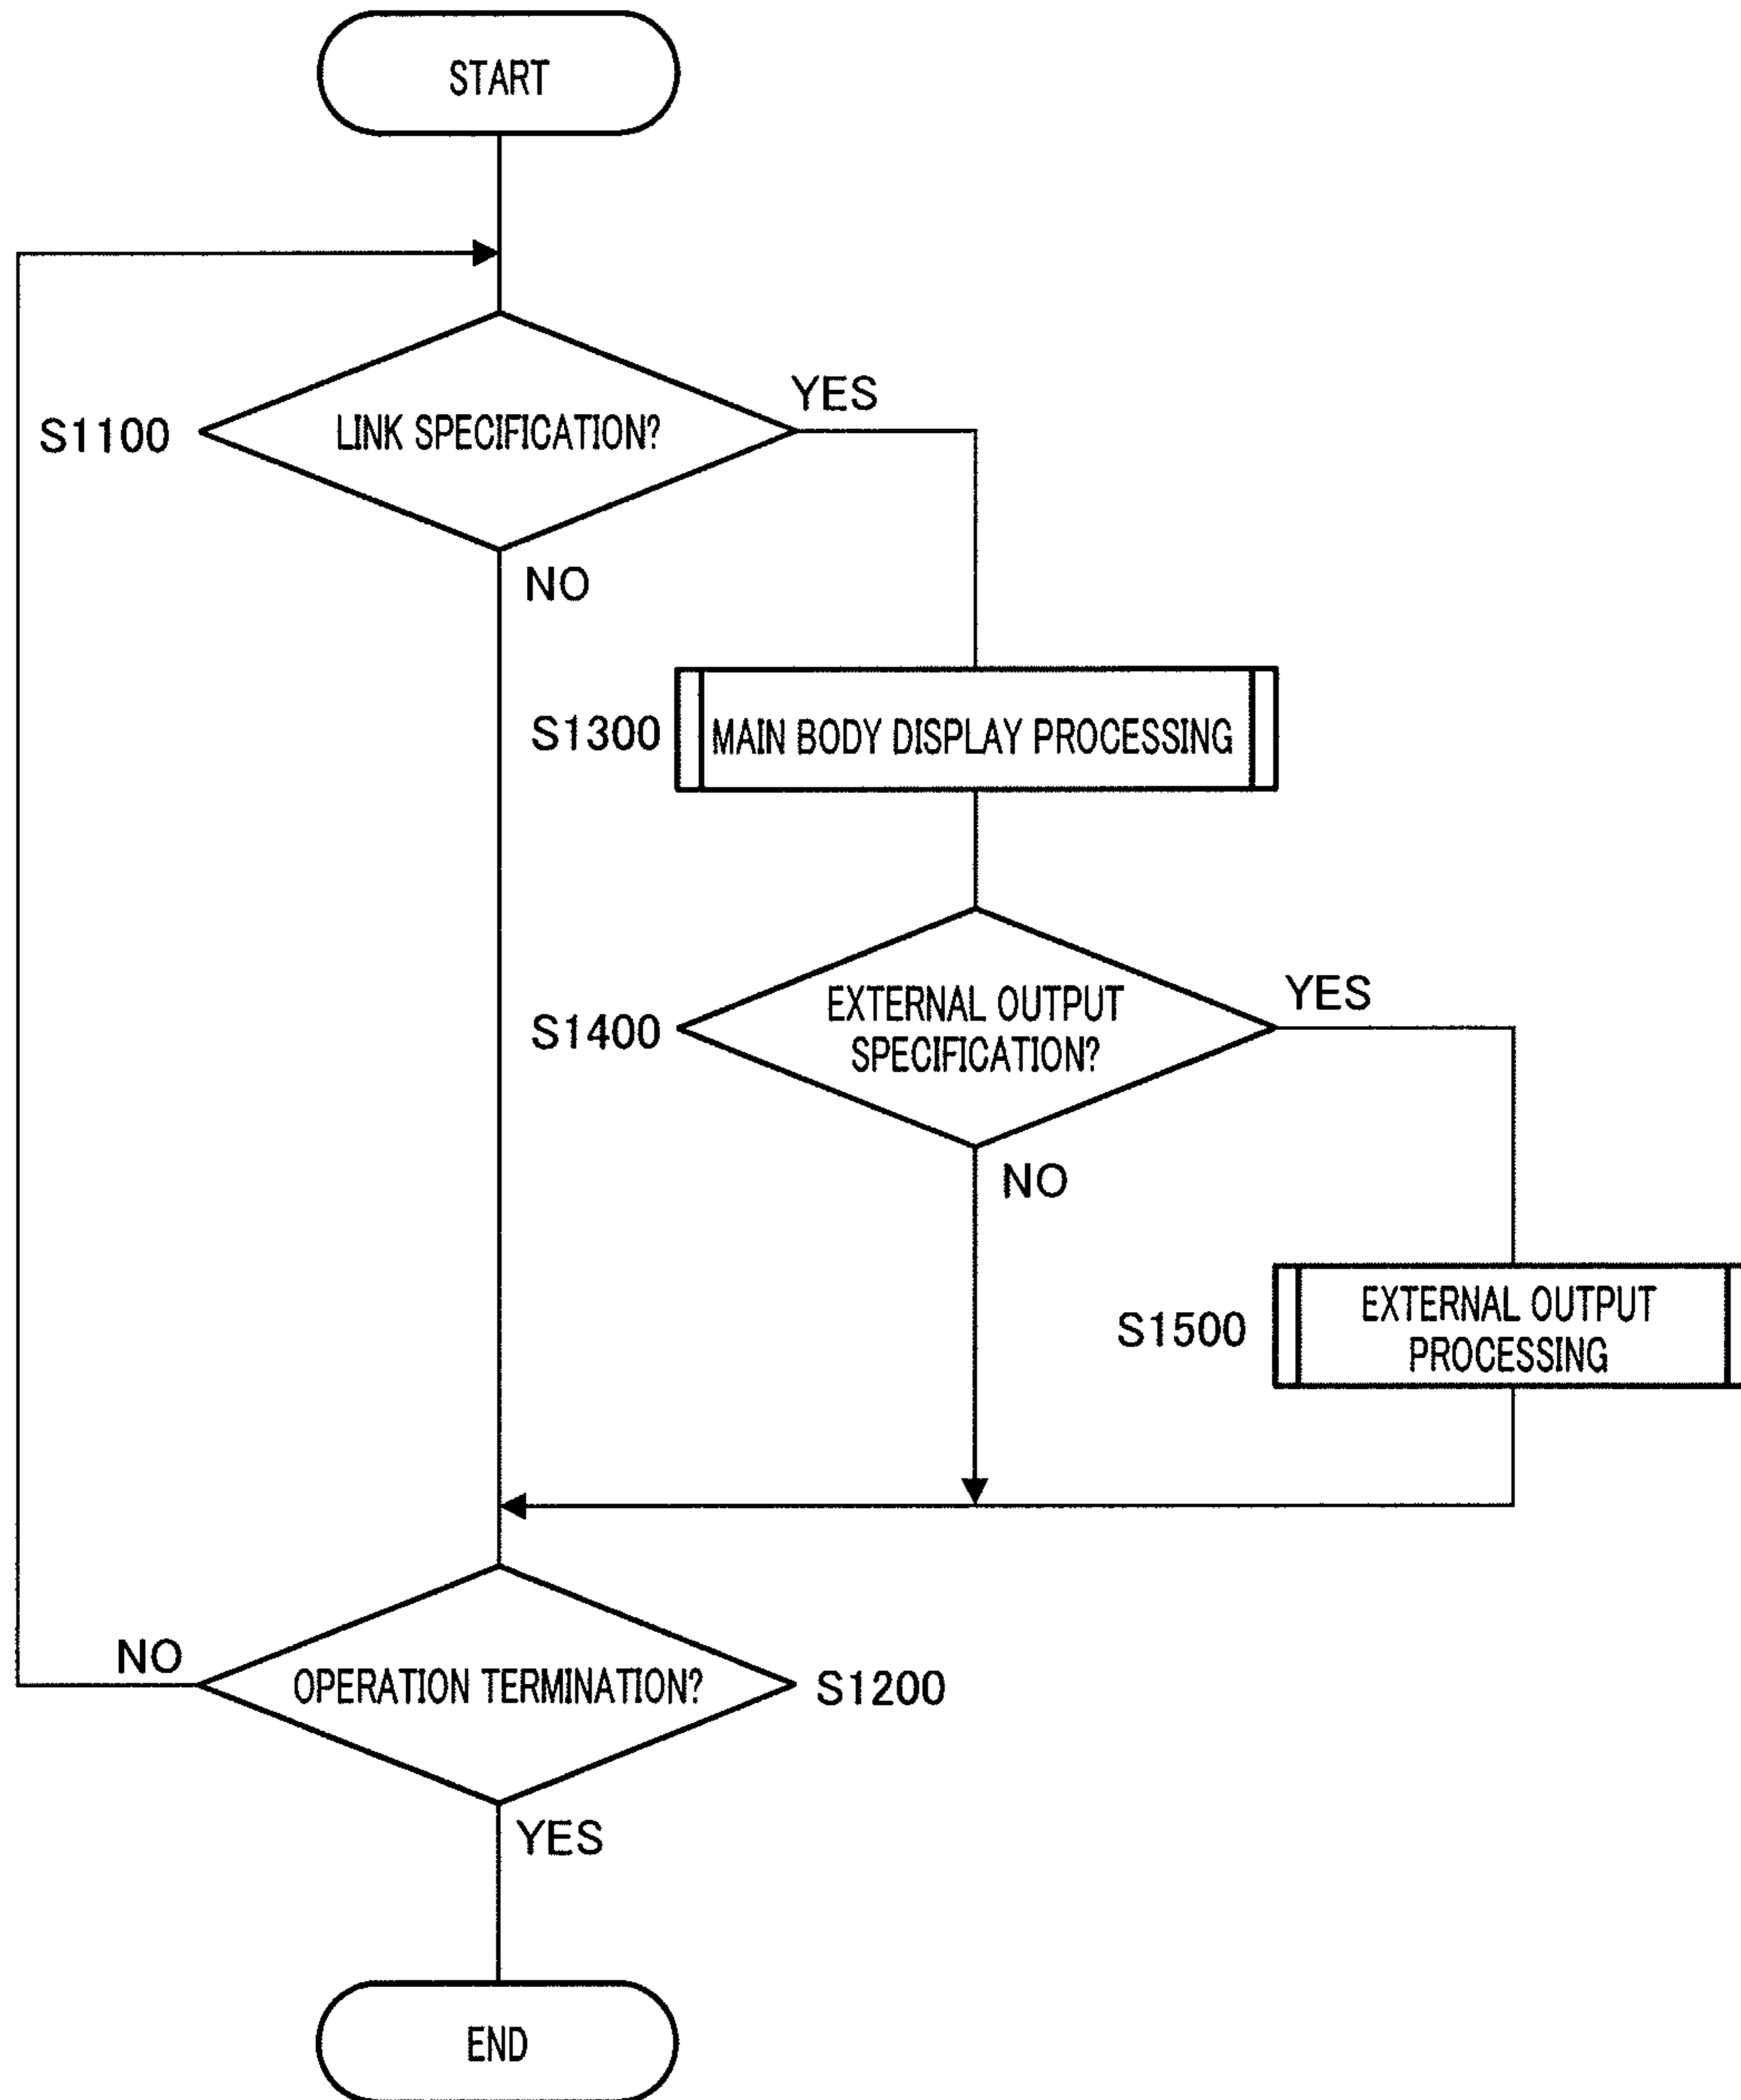 START
YES
S1100
LINK SPECIFICATION?
NO
S1300
MAIN BODY DISPLAY PROCESSING
YES
EXTERNAL OUTPUT
SPECIFICATION?
S1400
NO
EXTERNAL OUTPUT
PROCESSING
S1500
NO
OPERATION TERMINATION?
S1200
YES
END